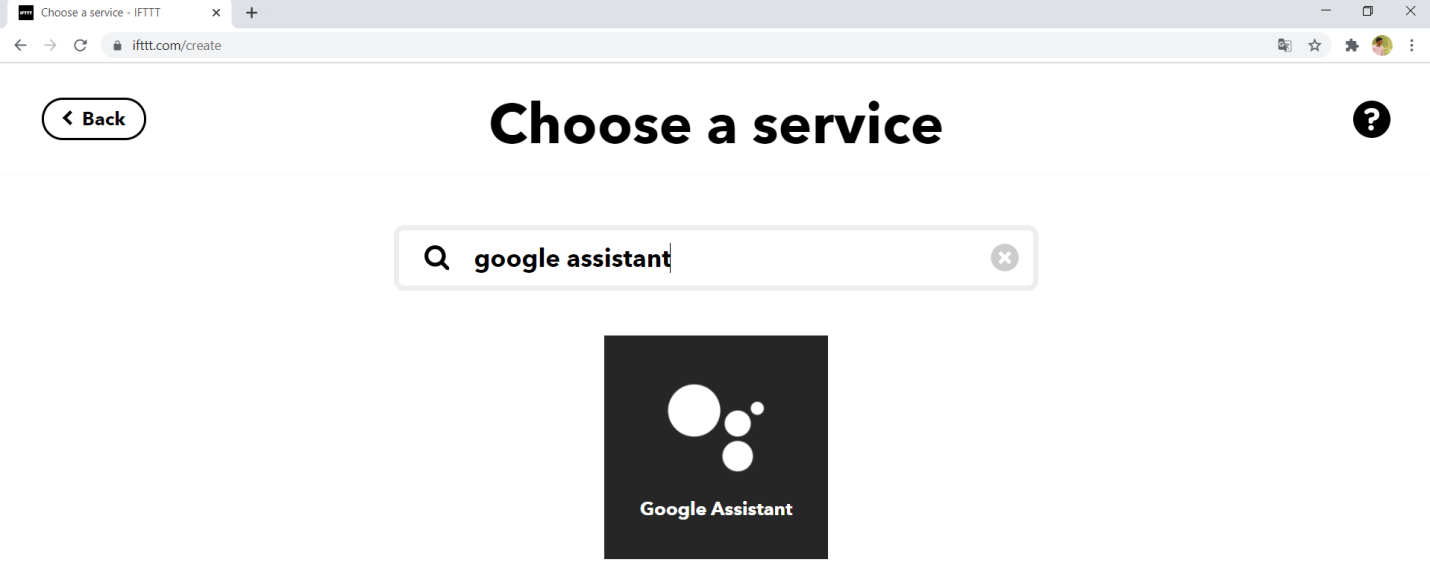 Choose a service - IFTTT
ifttt.com/create
Back
Choose a service
?
google assistant
Google Assistant